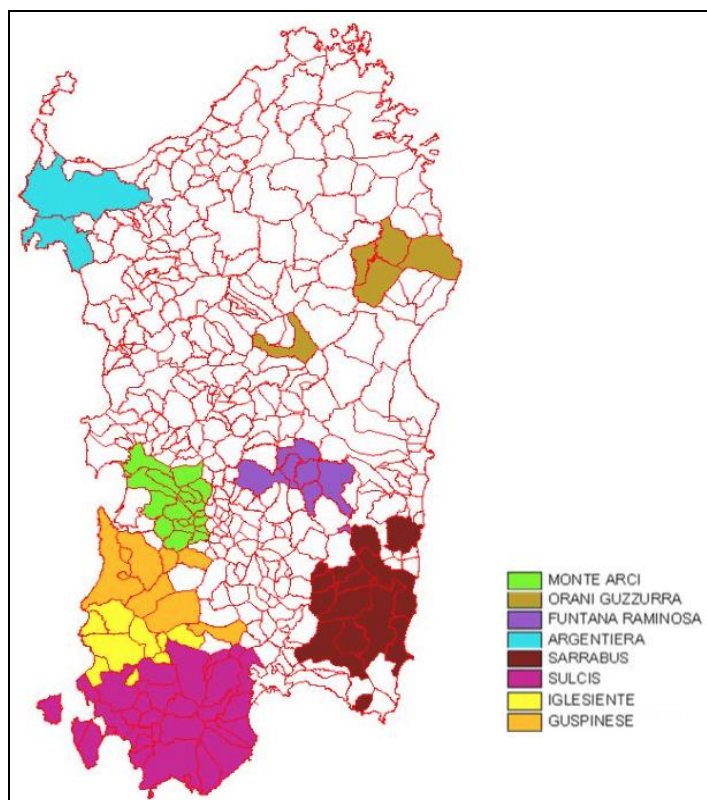 MONTE ARCI
ORANI GUZZURRA
FUNTANA RAMINOSA
ARGENTIERA
SARRABUS
SULCIS
IGLESIENTE
GUSPINESE